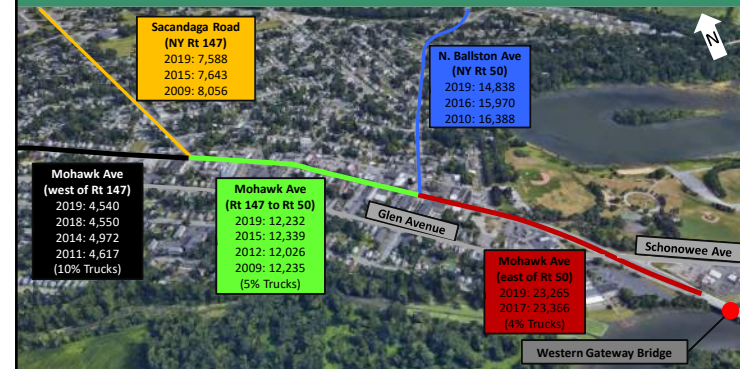 Sacandaga Road
(NY Rt 147)
2019: 7,588
2015: 7,643
2009: 8,056
N. Ballston Ave
(NY Rt 50)
2019: 14,838
2016: 15,970
2010: 16,388
N
Mohawk Ave
(west of Rt 147)
2019: 4,540
2018: 4,550
2014: 4,972
2011: 4,617
(10% Trucks)
Mohawk Ave
(Rt 147 to Rt 50)
2019: 12,232
2015: 12,339
2012: 12,026
2009: 12,235
(5% Trucks)
Glen Avenue
Schonowee Ave
Mohawk Ave
(east of Rt 50)
2019: 23,265
2017: 23,366
(4% Trucks)
Western Gateway Bridge